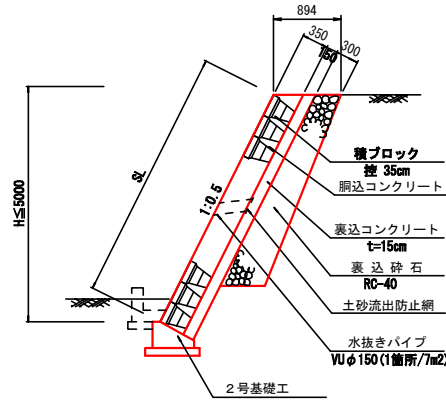 894
350
150
300
積ブロック
控 35cm
胴込コンクリート
裏込コンクリート
t=15cm
裏 込 砕 石
RC-40
土砂流出防止網
水抜きパイプ
VUφ150(1箇所/7㎡)
2号基礎工
H≦5000
SL
1:0.5